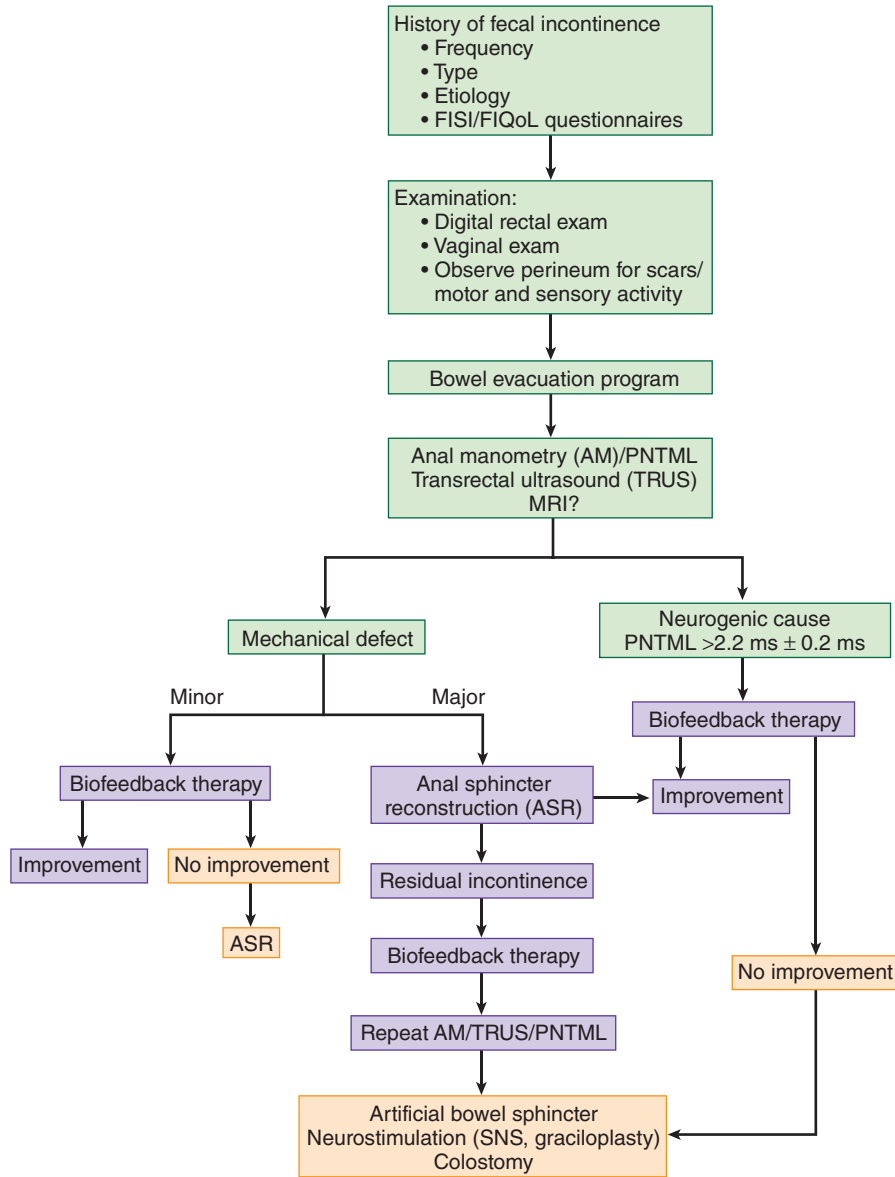 History of fecal incontinence
• Frequency
• Type
• Etiology
• FISI/FIQoL questionnaires
Examination:
• Digital rectal exam
• Vaginal exam
• Observe perineum for scars/
motor and sensory activity
Bowel evacuation program
Anal manometry (AM)/PNTML
Transrectal ultrasound (TRUS)
MRI?
Mechanical defect
Neurogenic cause
PNTML >2.2 ms ± 0.2 ms
Minor
Major
Biofeedback therapy
Biofeedback therapy
Anal sphincter
reconstruction (ASR)
Improvement
Improvement
No improvement
Residual incontinence
ASR
Biofeedback therapy
No improvement
Repeat AM/TRUS/PNTML
Artificial bowel sphincter
Neurostimulation (SNS, graciloplasty)
Colostomy